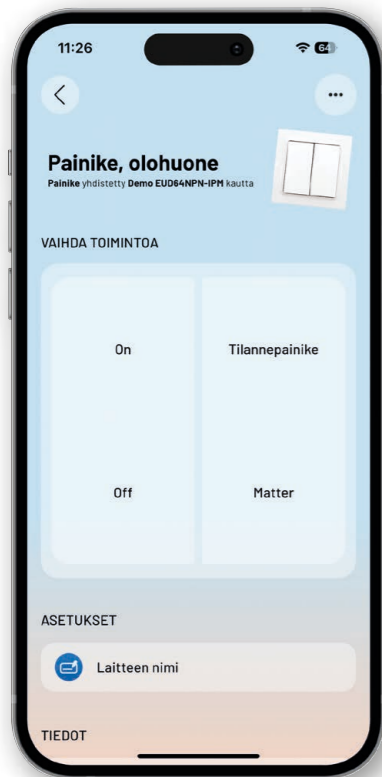 11:26
64
Painike, olohuone
Painike yhdistetty Demo EUD64NPN-IPM kautta
VAIHDA TOIMINTOA
On
Tilannepainike
Off
Matter
ASETUKSET
Laitteen nimi
TIEDOT